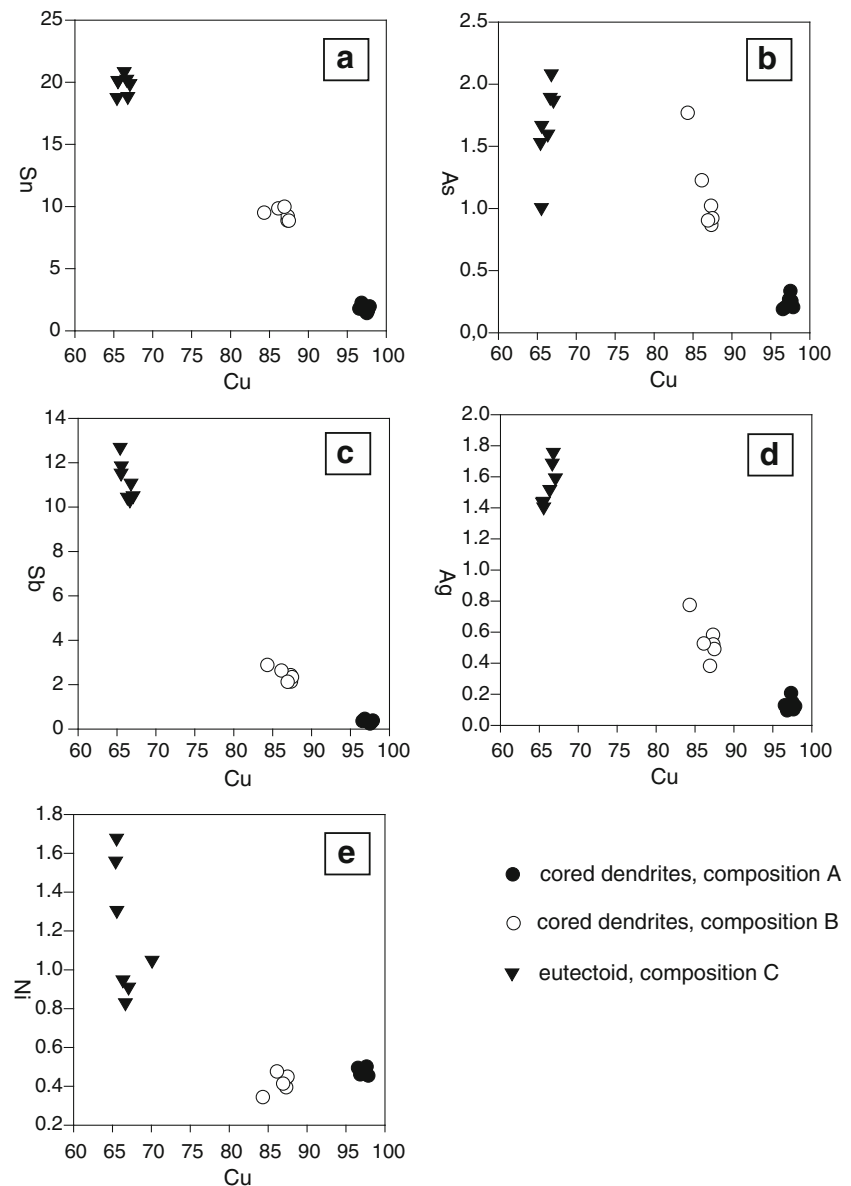 a
25
20
15
10
5
0
Sn
60 65 70 75 80 85 90 95 100
Cu
b
2.5
2.0
1.5
1.0
0.5
0,0
As
60 65 70 75 80 85 90 95 100
Cu
c
14
12
10
8
6
4
2
0
Sb
60 65 70 75 80 85 90 95 100
Cu
d
2.0
1.8
1.6
1.4
1.2
1.0
0.8
0.6
0.4
0.2
0.0
Ag
60 65 70 75 80 85 90 95 100
Cu
e
1.8
1.6
1.4
1.2
1.0
0.8
0.6
0.4
0.2
Ni
60 65 70 75 80 85 90 95 100
Cu
cored dendrites, composition A
cored dendrites, composition B
eutectoid, composition C